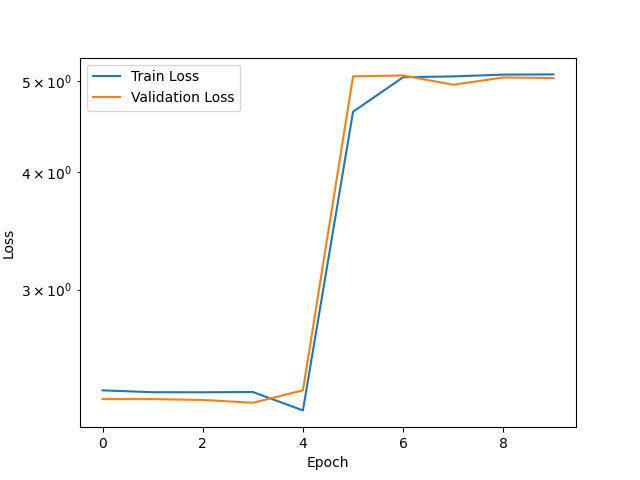 Train Loss
Validation Loss
5 × 10⁰
4 × 10⁰
3 × 10⁰
Loss
0 2 4 6 8
Epoch